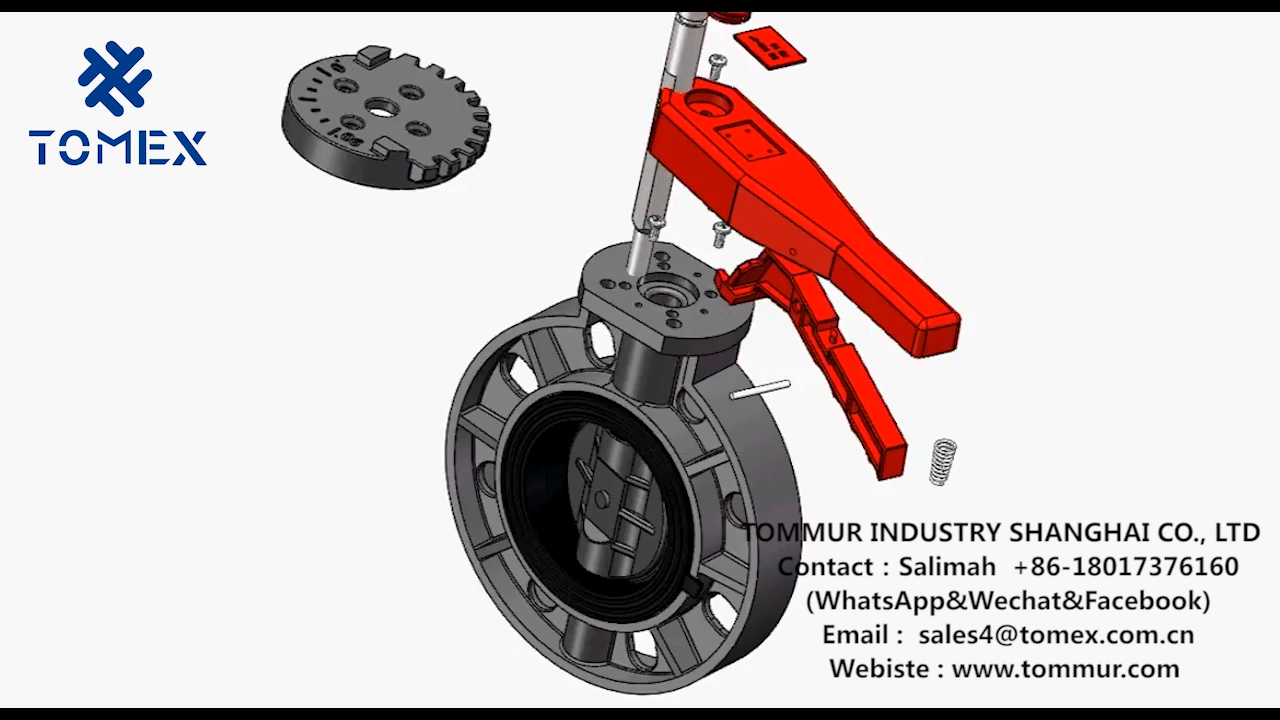 TOMEX
TOMMUR INDUSTRY SHANGHAI CO., LTD
Contact : Salimah +86-18017376160
(WhatsApp&Wechat&Facebook)
Email : sales4@tomex.com.cn
Webiste : www.tommur.com